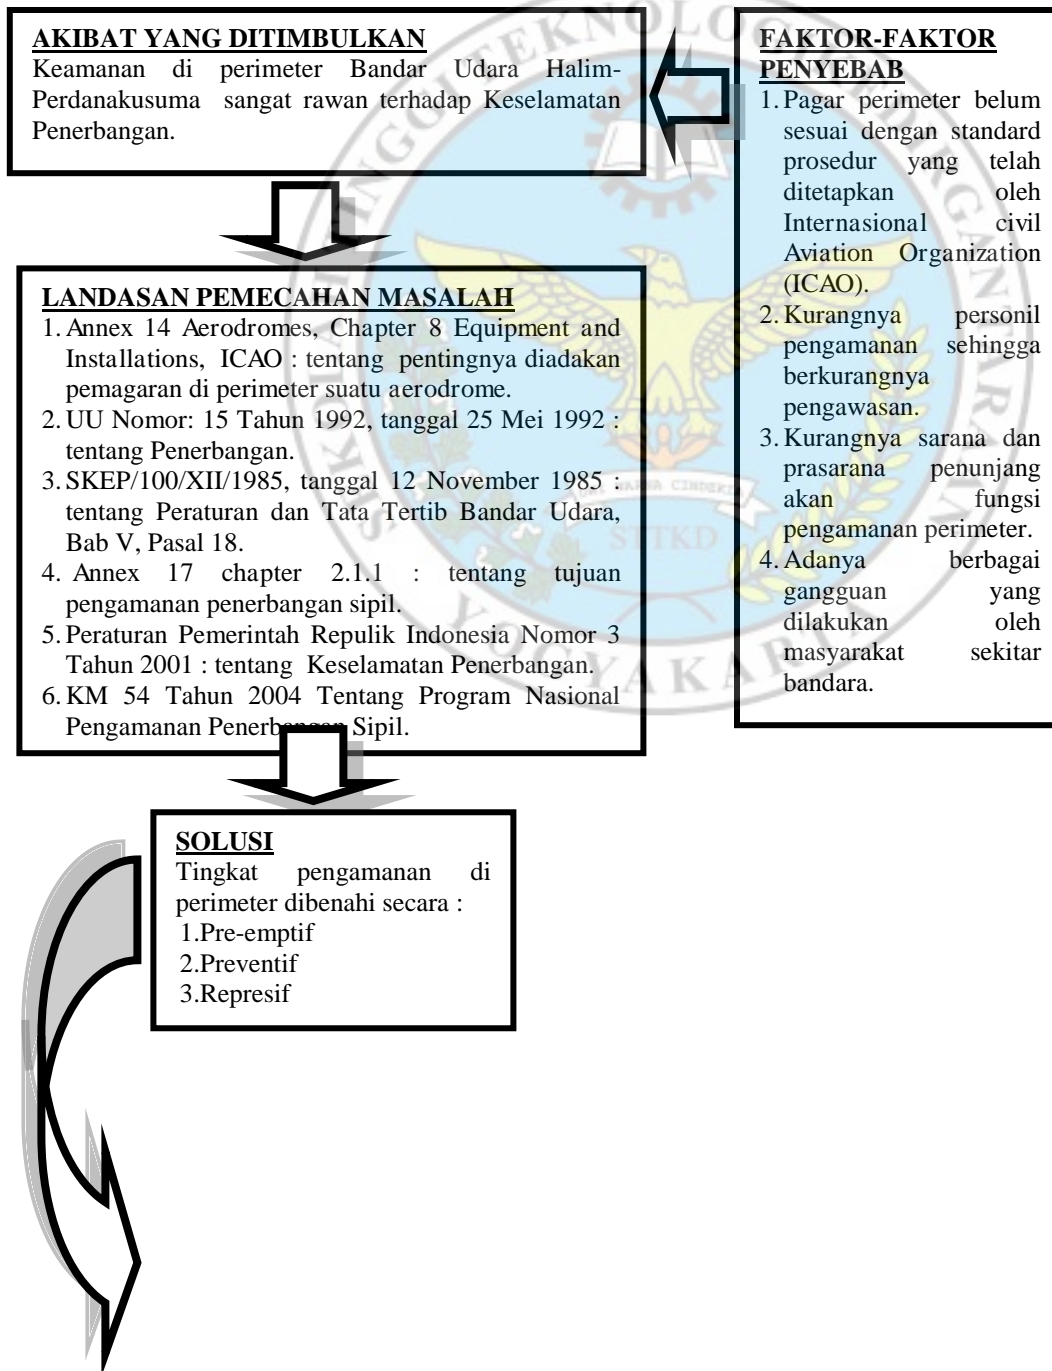 AKIBAT YANG DITIMBULKAN
Keamanan di perimeter Bandar Udara Halim-
Perdanakusuma sangat rawan terhadap Keselamatan
Penerbangan.
FAKTOR-FAKTOR
PENYEBAB
1. Pagar perimeter belum
sesuai dengan standard
prosedur yang telah
ditetapkan oleh
Internasional civil
Aviation Organization
(ICAO).
2. Kurangnya personil
pengamanan sehingga
berkurangnya
pengawasan.
3. Kurangnya sarana dan
prasarana penunjang
akan fungsi
pengamanan perimeter.
4. Adanya berbagai
gangguan yang
dilakukan oleh
masyarakat sekitar
bandara.
LANDASAN PEMECAHAN MASALAH
1. Annex 14 Aerodromes, Chapter 8 Equipment and
Installations, ICAO : tentang pentingnya diadakan
pemagaran di perimeter suatu aerodrome.
2. UU Nomor: 15 Tahun 1992, tanggal 25 Mei 1992 :
tentang Penerbangan.
3. SKEP/100/XII/1985, tanggal 12 November 1985 :
tentang Peraturan dan Tata Tertib Bandar Udara,
Bab V, Pasal 18.
4. Annex 17 chapter 2.1.1 : tentang tujuan
pengamanan penerbangan sipil.
5. Peraturan Pemerintah Repulik Indonesia Nomor 3
Tahun 2001 : tentang Keselamatan Penerbangan.
6. KM 54 Tahun 2004 Tentang Program Nasional
Pengamanan Penerbangan Sipil.
SOLUSI
Tingkat pengamanan di
perimeter dibenahi secara :
1.Pre-emptif
2.Preventif
3.Represif
SEKOLAH TINGGI TEKNOLOGI KEDIRGANTARAAN
STTKD
YOGYAKARTA